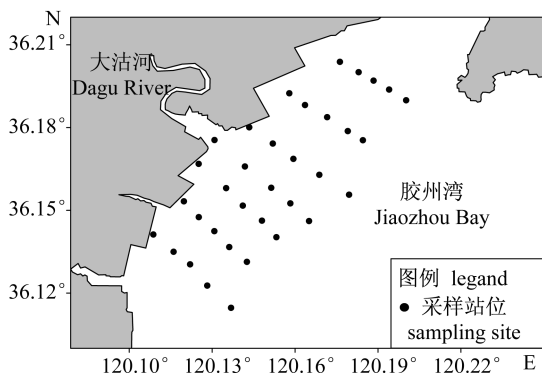 N
36.21°
36.18°
36.15°
36.12°
大沽河
Dagu River
胶州湾
Jiaozhou Bay
图例 legand
采样站位
sampling site
120.10° 120.13° 120.16° 120.19° 120.22° E